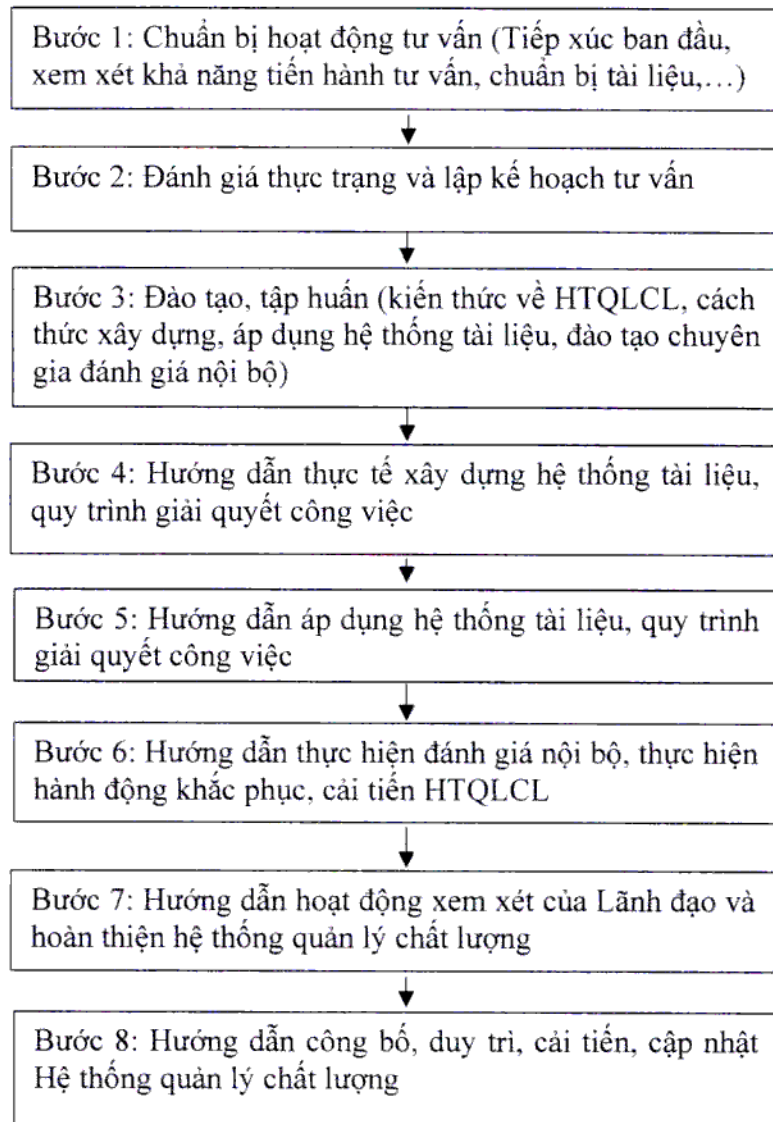 Bước 1: Chuẩn bị hoạt động tư vấn (Tiếp xúc ban đầu,
xem xét khả năng tiến hành tư vấn, chuẩn bị tài liệu,…)
Bước 2: Đánh giá thực trạng và lập kế hoạch tư vấn
Bước 3: Đào tạo, tập huấn (kiến thức về HTQLCL, cách
thức xây dựng, áp dụng hệ thống tài liệu, đào tạo chuyên
gia đánh giá nội bộ)
Bước 4: Hướng dẫn thực tế xây dựng hệ thống tài liệu,
quy trình giải quyết công việc
Bước 5: Hướng dẫn áp dụng hệ thống tài liệu, quy trình
giải quyết công việc
Bước 6: Hướng dẫn thực hiện đánh giá nội bộ, thực hiện
hành động khắc phục, cải tiến HTQLCL
Bước 7: Hướng dẫn hoạt động xem xét của Lãnh đạo và
hoàn thiện hệ thống quản lý chất lượng
Bước 8: Hướng dẫn công bố, duy trì, cải tiến, cập nhật
Hệ thống quản lý chất lượng